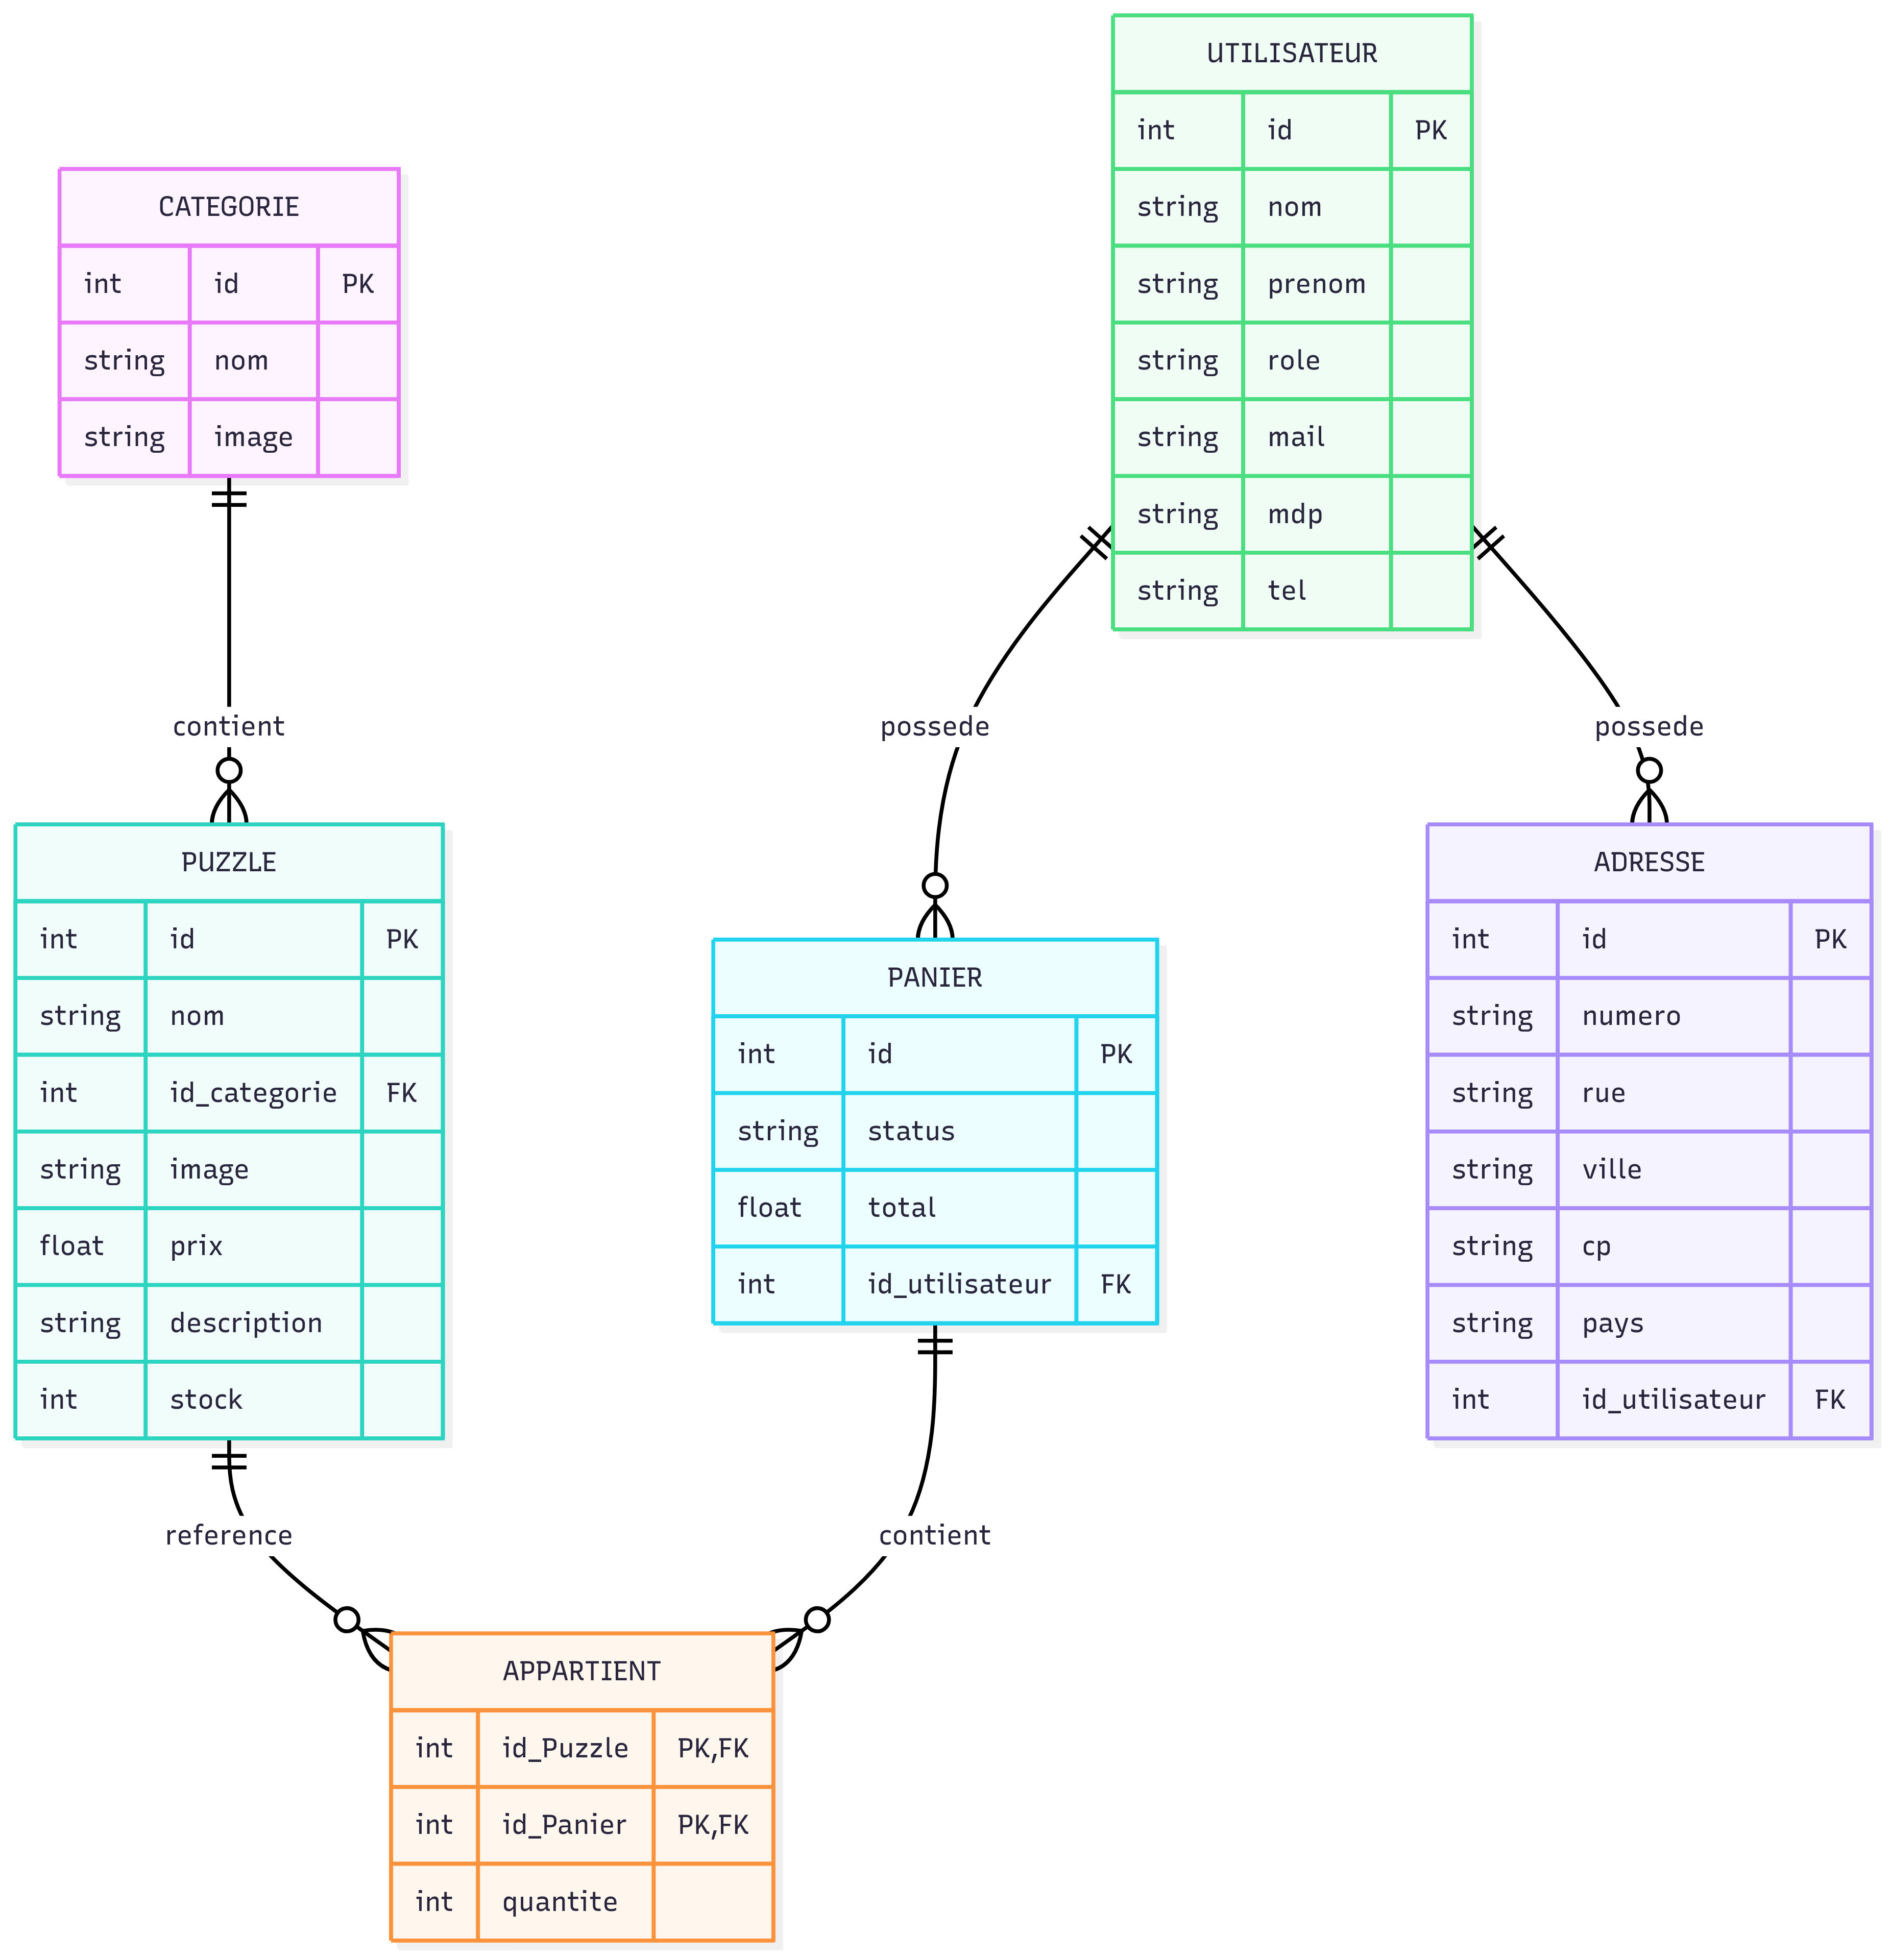 UTILISATEUR
int id PK
string nom
string prenom
string role
string mail
string mdp
string tel
CATEGORIE
int id PK
string nom
string image
contient
possede
possede
PUZZLE
int id PK
string nom
int id_categorie FK
string image
float prix
string description
int stock
PANIER
int id PK
string status
float total
int id_utilisateur FK
ADRESSE
int id PK
string numero
string rue
string ville
string cp
string pays
int id_utilisateur FK
reference
contient
APPARTIENT
int id_Puzzle PK,FK
int id_Panier PK,FK
int quantite